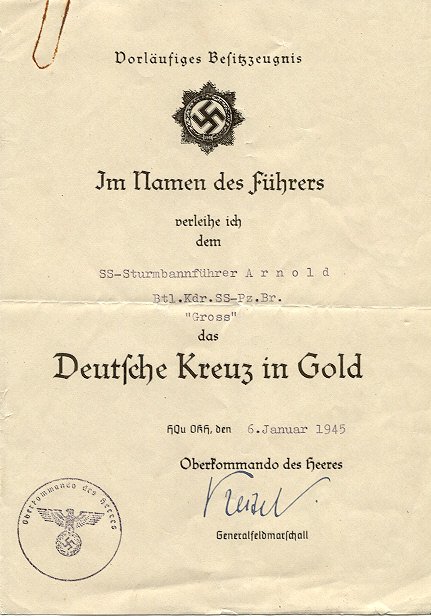 Vorläufiges Besitzzeugnis
Im Namen des Führers
verleihe ich
dem
SS-Sturmbannführer Arnold
Btl.Kdr.SS-Pz.Br.
"Gross"
das
Deutsche Kreuz in Gold
HQu OKH, den 6.Januar 1945
Oberkommando des Heeres
Keitel
Generalfeldmarschall
Oberkommando des Heeres